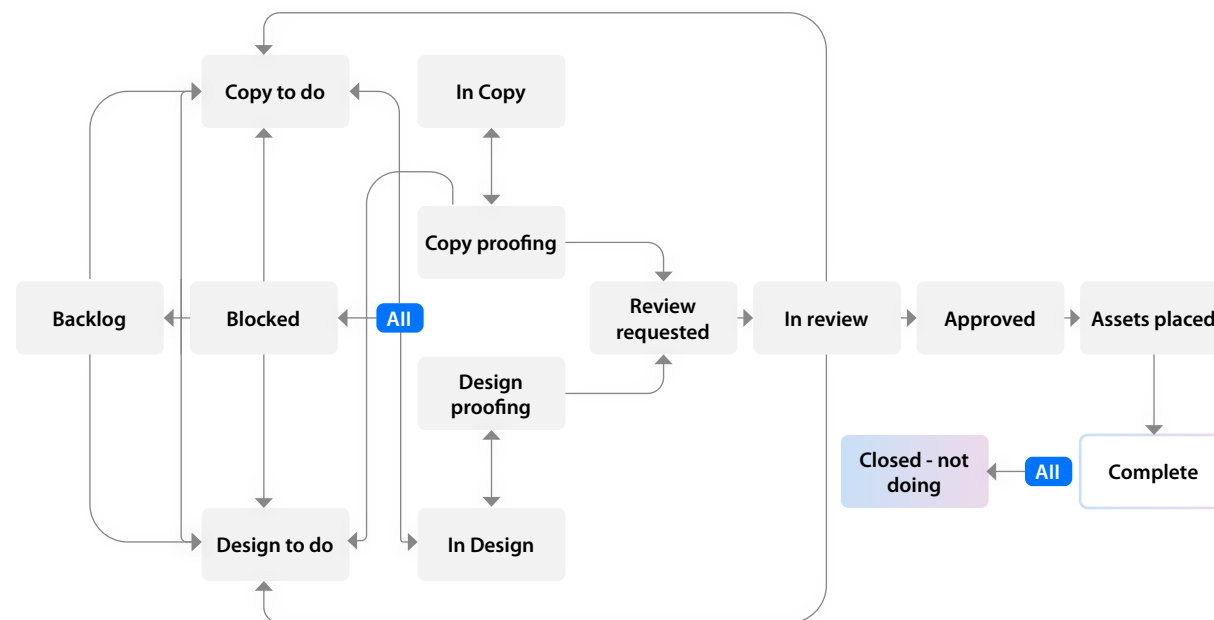 Copy to do
In Copy
Copy proofing
Backlog
Blocked
All
Review
requested
In review
Approved
Assets placed
Design
proofing
Closed - not
doing
All
Complete
Design to do
In Design